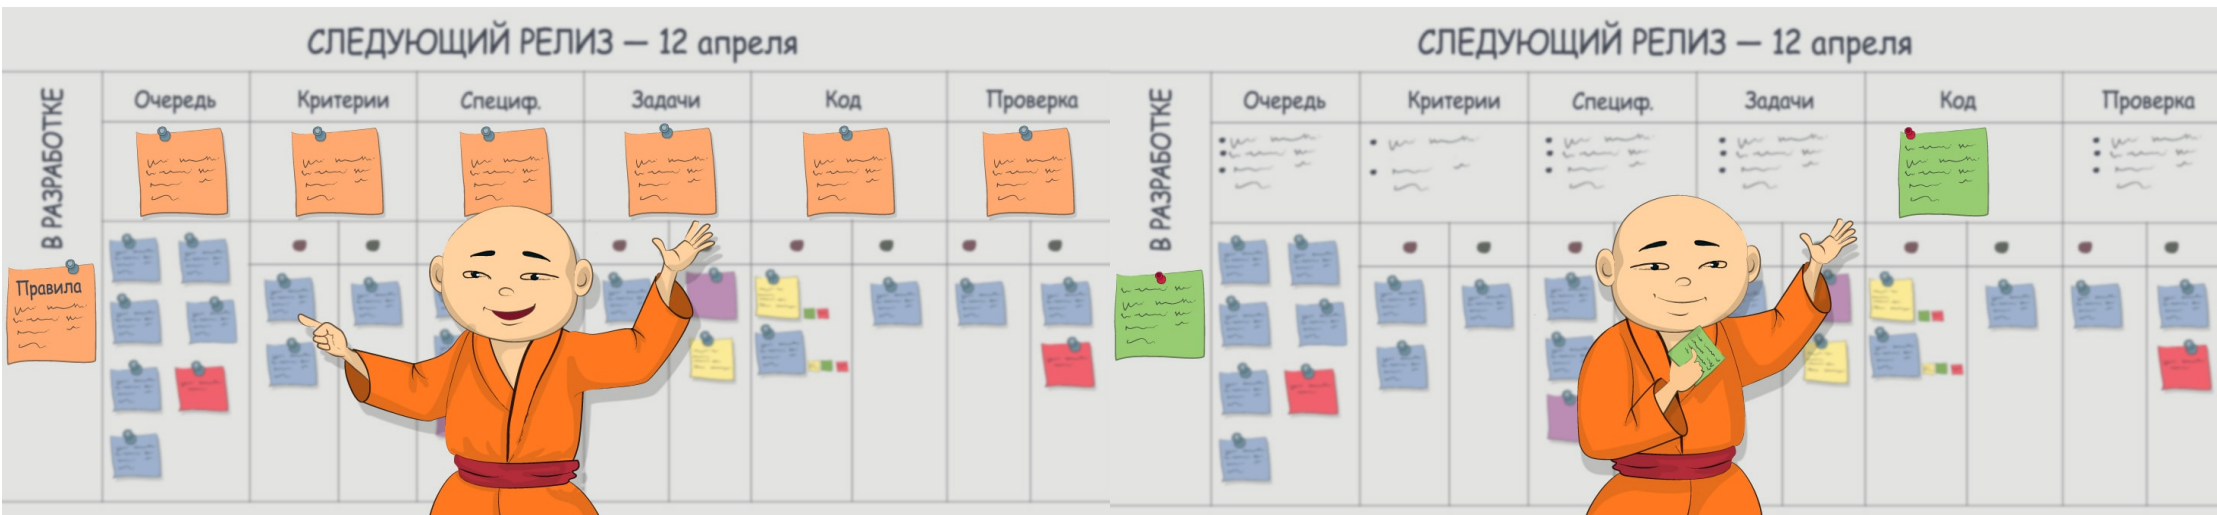 СЛЕДУЮЩИЙ РЕЛИЗ — 12 апреля
В РАЗРАБОТКЕ
Очередь
Критерии
Специф.
Задачи
Код
Проверка
Правила
СЛЕДУЮЩИЙ РЕЛИЗ — 12 апреля
В РАЗРАБОТКЕ
Очередь
Критерии
Специф.
Задачи
Код
Проверка